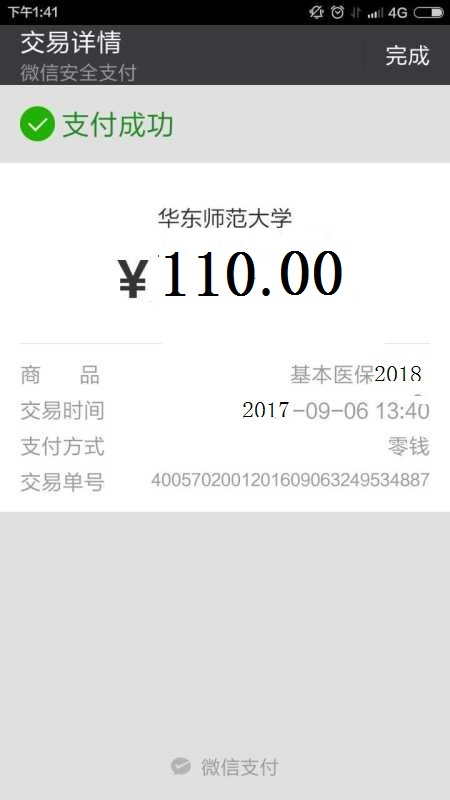 下午1:41 4G
交易详情
微信安全支付
完成
支付成功
华东师范大学
¥110.00
商 品 基本医保2018
交易时间 2017-09-06 13:40
支付方式 零钱
交易单号 4005702001201609063249534887
微信支付